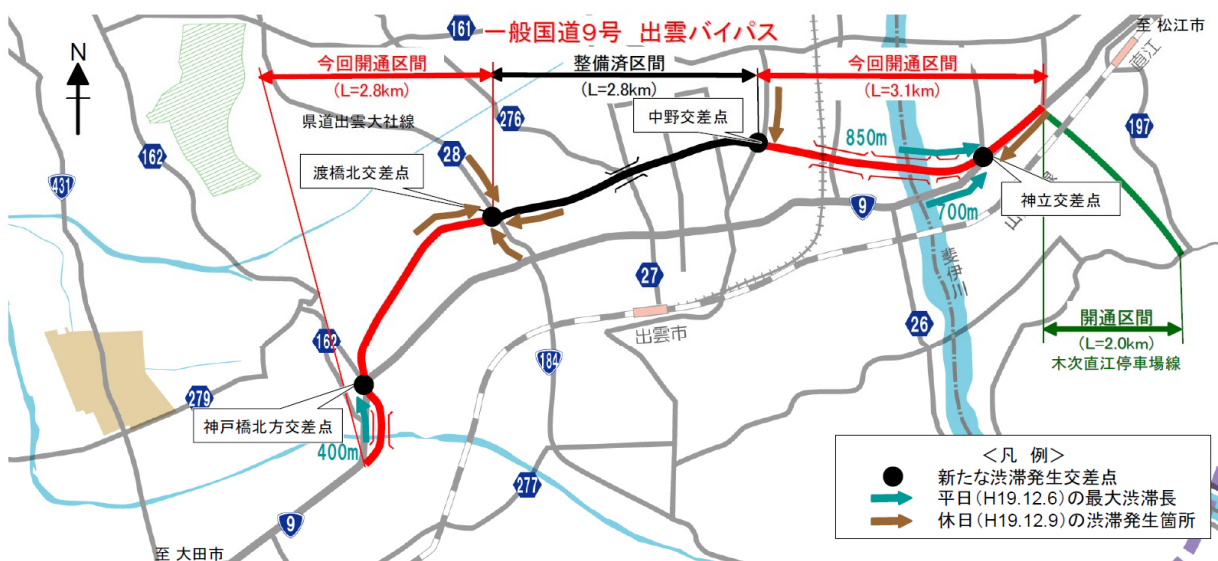 161
一般国道9号 出雲バイパス
至 松江市
N
今回開通区間
(L=2.8km)
整備済区間
(L=2.8km)
今回開通区間
(L=3.1km)
直江
276
県道出雲大社線
中野交差点
850m
197
162
28
渡橋北交差点
431
9
700m
神立交差点
27
斐伊川
出雲市
26
開通区間
(L=2.0km)
木次直江停車場線
162
184
279
神戸橋北方交差点
400m
277
9
至 大田市
<凡 例>
新たな渋滞発生交差点
平日(H19.12.6)の最大渋滞長
休日(H19.12.9)の渋滞発生箇所